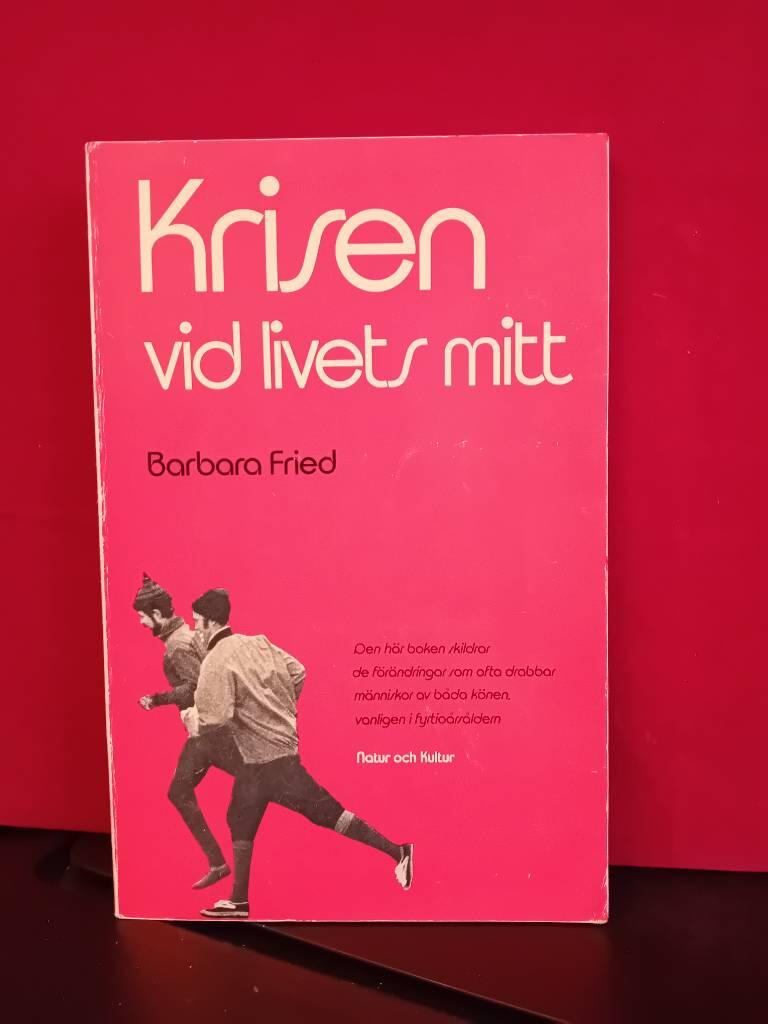 Krisen
vid livets mitt
Barbara Fried
Den här boken skildrar
de förändringar som ofta drabbar
människor av båda könen,
vanligen i fyrtioårsåldern
Natur och Kultur